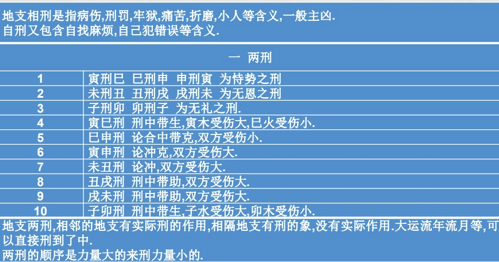 地支相刑是指病伤,刑罚,牢狱,痛苦,折磨,小人等含义,一般主凶.
自刑又包含自找麻烦,自己犯错误等含义.
一 两刑
1 寅刑巳 巳刑申 申刑寅 为恃势之刑
2 未刑丑 丑刑戌 戌刑未 为无恩之刑
3 子刑卯 卯刑子 为无礼之刑.
4 寅巳刑 刑中带生,寅木受伤大,巳火受伤小.
5 巳申刑 论合中带克,双方受伤小.
6 寅申刑 论冲克,双方受伤大.
7 未丑刑 论冲,双方受伤大.
8 丑戌刑 刑中带助,双方受伤大.
9 戌未刑 刑中带助,双方受伤大.
10 子卯刑 刑中带生,子水受伤大,卯木受伤小.
地支两刑,相邻的地支有实际刑的作用,相隔地支有刑的象,没有实际作用.大运流年流月等,可
以直接刑到了中.
两刑的顺序是力量大的来刑力量小的.